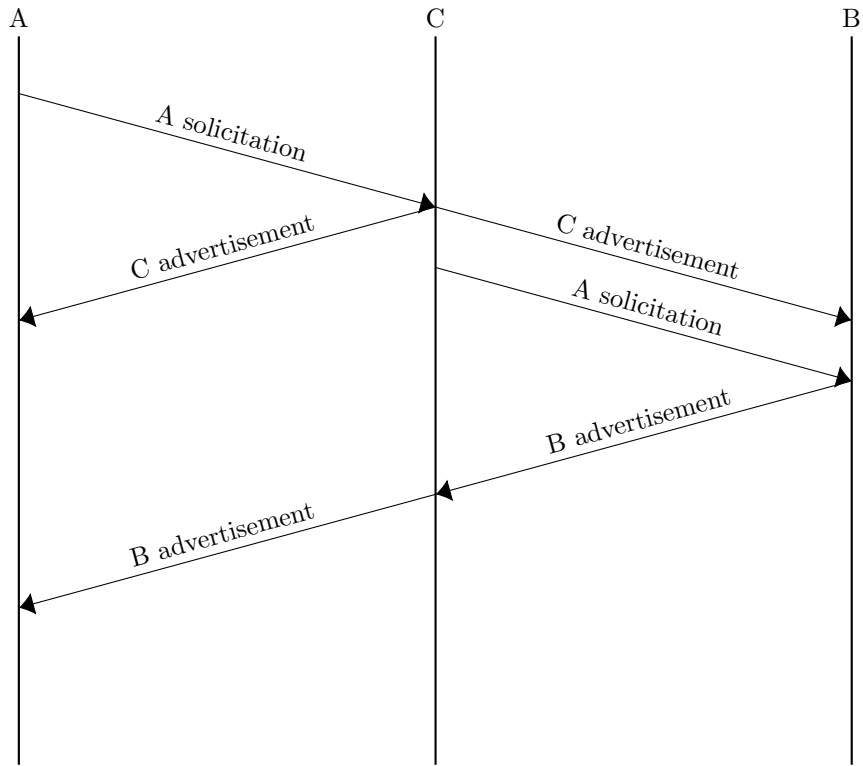 A
C
B
A solicitation
C advertisement
C advertisement
A solicitation
B advertisement
B advertisement